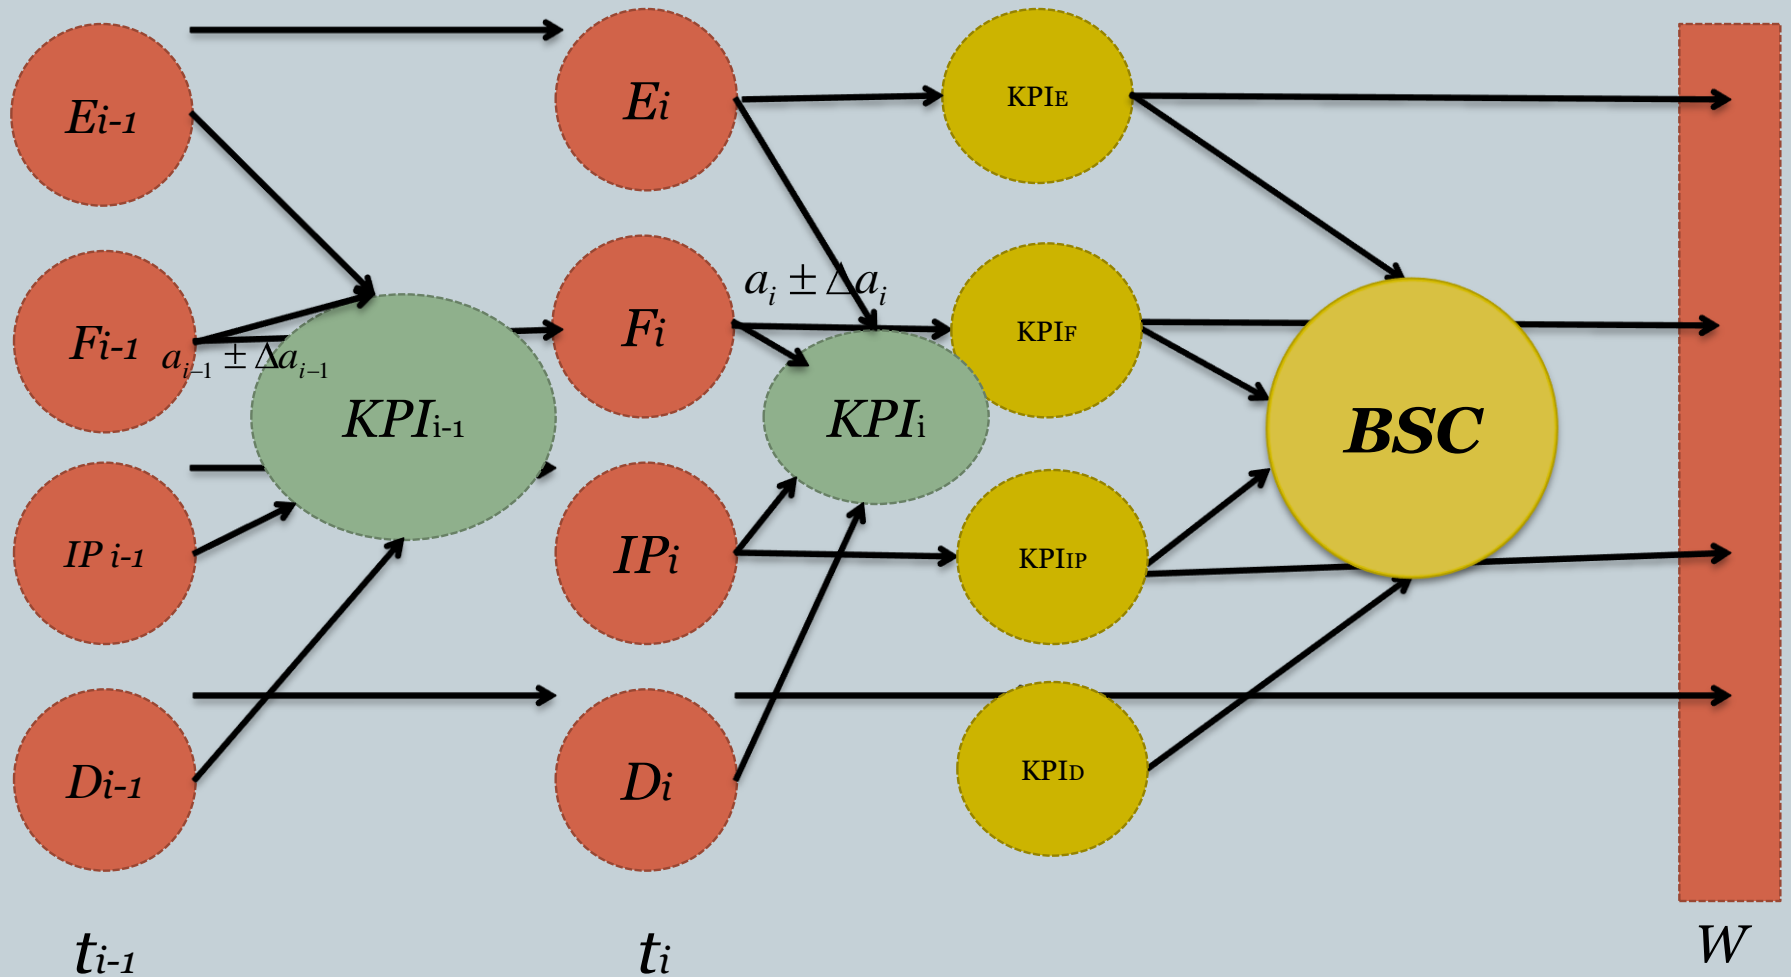 Ei-1
Ei
KPIE
Fi-1
ai−1 ± Δai−1
Fi
ai ± Δai
KPIF
KPIi-1
KPIi
BSC
IP i-1
IPi
KPIIP
Di-1
Di
KPID
ti-1
ti
W